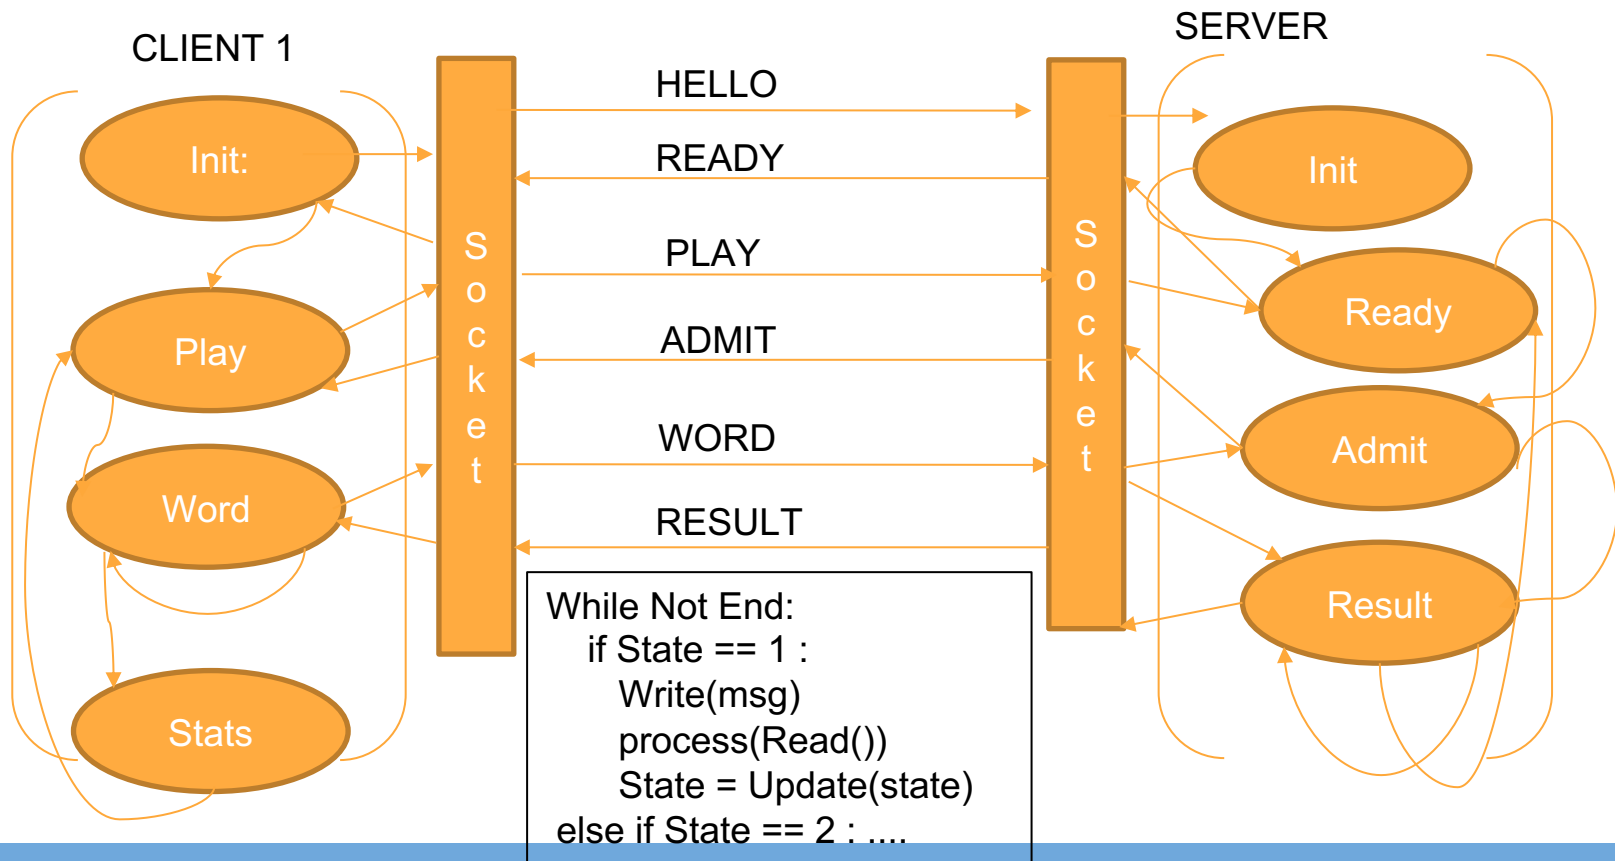 CLIENT 1
SERVER
HELLO
READY
PLAY
ADMIT
WORD
RESULT
Init:
Play
Word
Stats
Socket
Socket
Init
Ready
Admit
Result
While Not End:
if State == 1 :
Write(msg)
process(Read())
State = Update(state)
else if State == 2 : ....